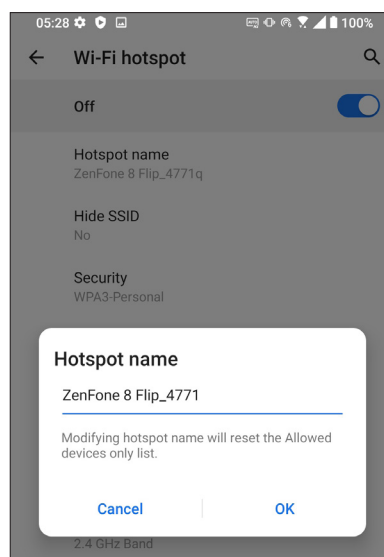 05:28 100%
Wi-Fi hotspot
Off
Hotspot name
ZenFone 8 Flip_4771q
Hide SSID
No
Security
WPA3-Personal
Hotspot name
ZenFone 8 Flip_4771
Modifying hotspot name will reset the Allowed
devices only list.
Cancel OK
2.4 GHz Band